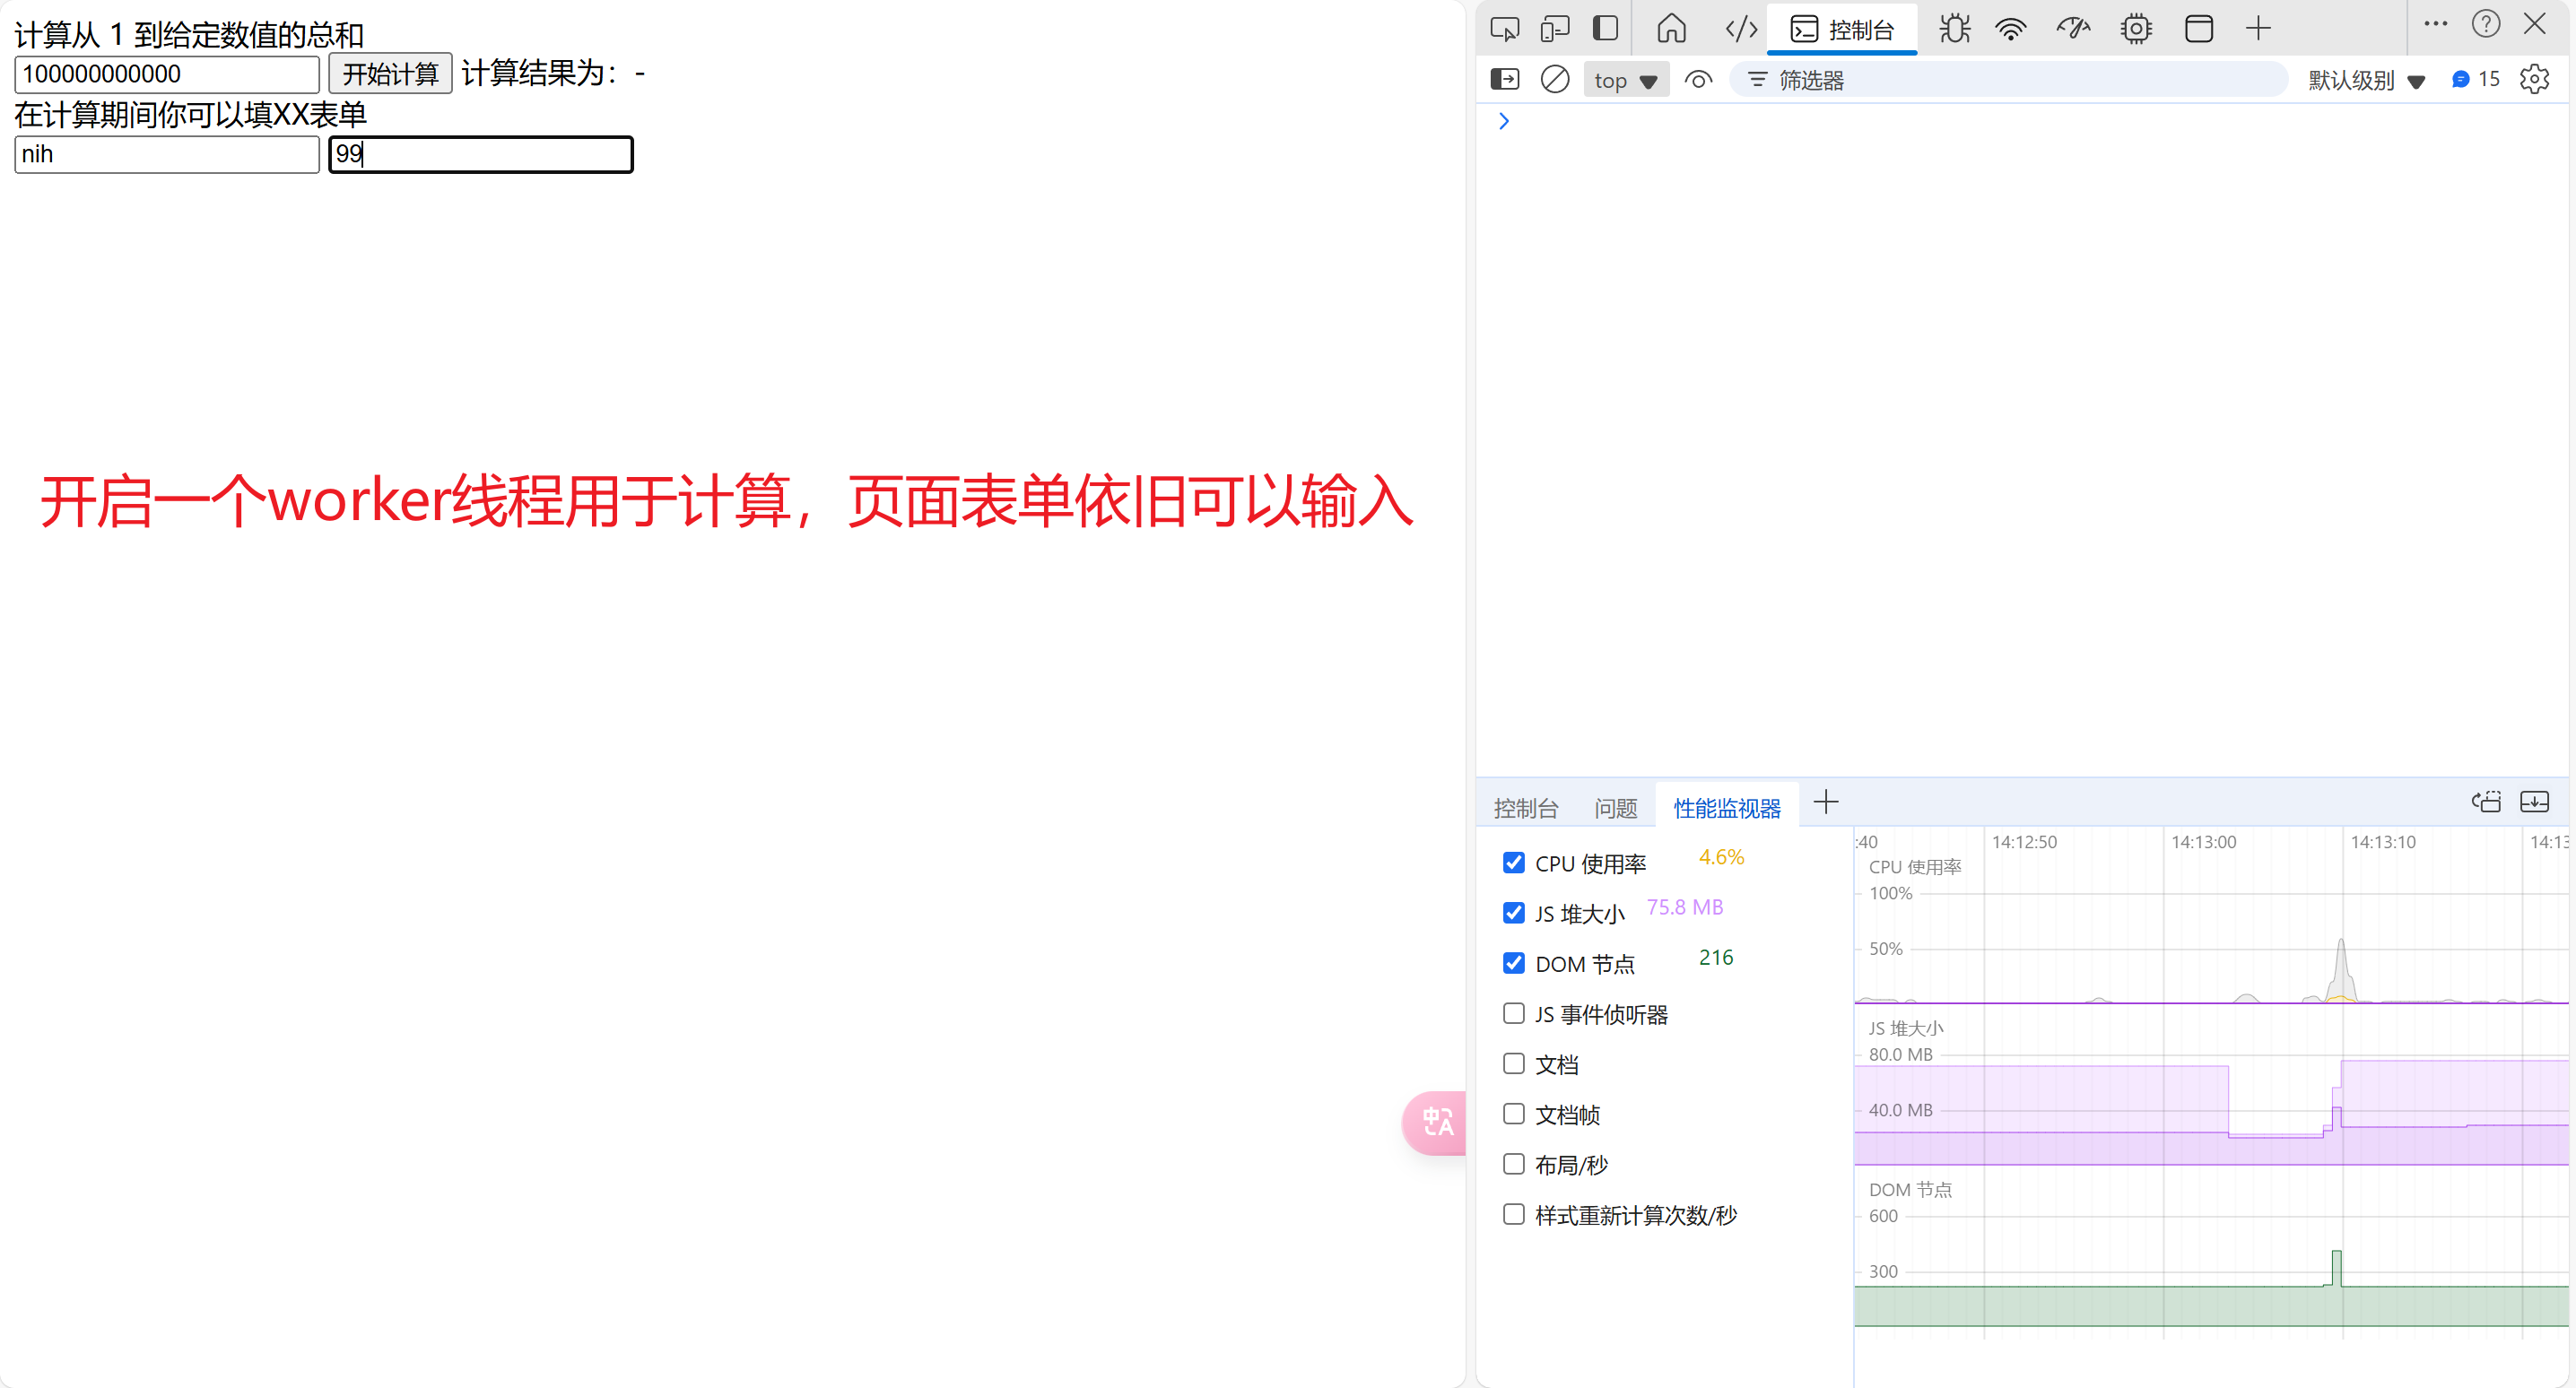 计算从 1 到给定数值的总和
100000000000 开始计算 计算结果为：-
在计算期间你可以填XX表单
nih 99
开启一个worker线程用于计算，页面表单依旧可以输入
中A
控制台
top 筛选器 默认级别 15
控制台 问题 性能监视器
CPU 使用率 4.6%
JS 堆大小 75.8 MB
DOM 节点 216
JS 事件侦听器
文档
文档帧
布局/秒
样式重新计算次数/秒
:40 14:12:50 14:13:00 14:13:10 14:13
CPU 使用率
100%
50%
JS 堆大小
80.0 MB
40.0 MB
DOM 节点
600
300